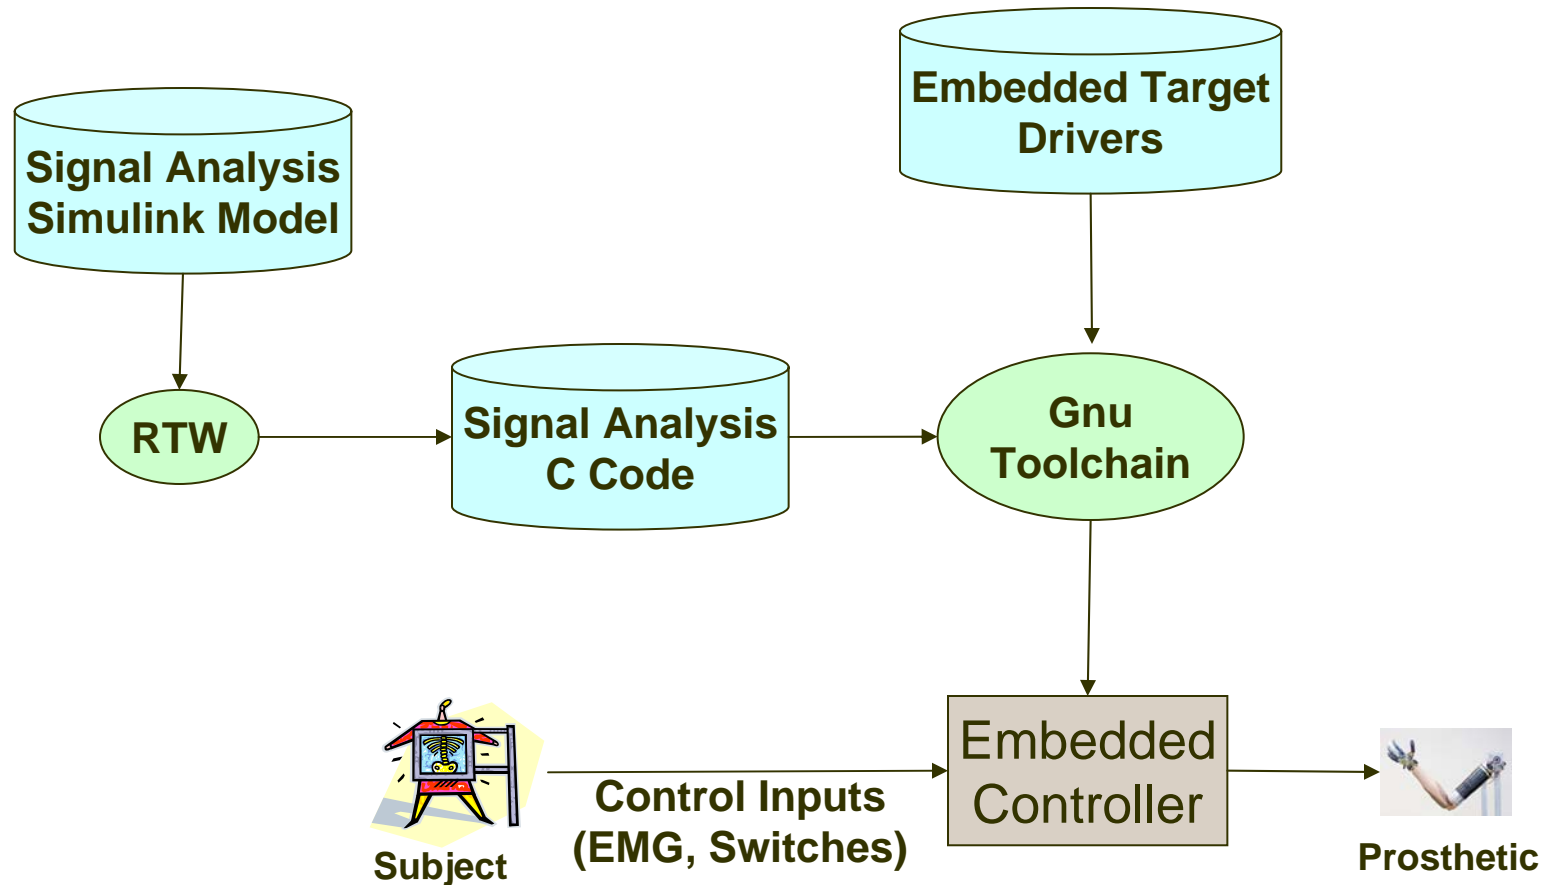 Embedded Target
Drivers
Signal Analysis
Simulink Model
RTW
Signal Analysis
C Code
Gnu
Toolchain
Embedded
Controller
Control Inputs
(EMG, Switches)
Subject
Prosthetic